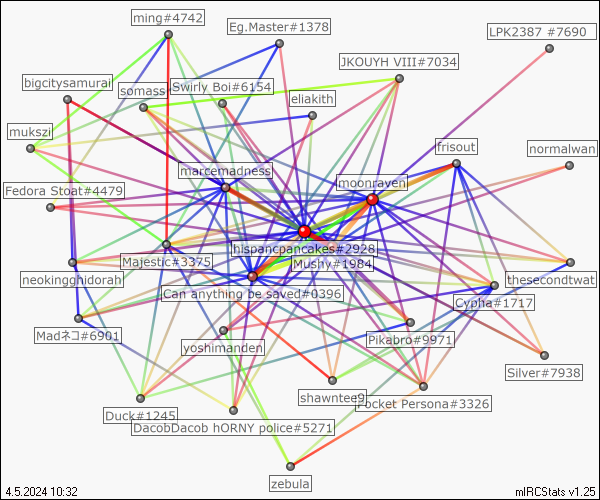 ming#4742
Eg.Master#1378
LPK2387 #7690
JKOUYH VIII#7034
bigcitysamurai
somass
Swirly Boi#6154
eliakith
mukszi
frisout
normalwan
marcemadness
moonraven
Fedora Stoat#4479
hispancpancakes#2928
Majestic#3375
Mushy#1984
neokingghidorah
thesecondtwat
Can anything be saved#0396
Cypha#1717
Madネコ#6901
Pikabro#9971
yoshimanden
Silver#7938
shawntee9
Pocket Persona#3326
Duck#1245
DacobDacob hORNY police#5271
zebula
4.5.2024 10:32
mIRCStats v1.25